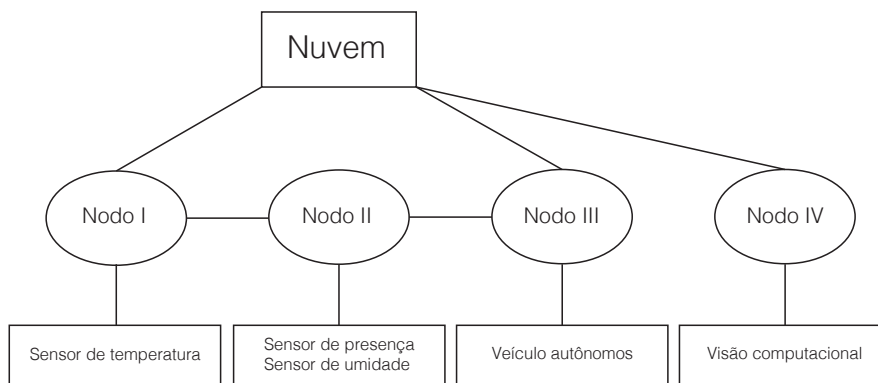 Nuvem
Nodo I
Nodo II
Nodo III
Nodo IV
Sensor de temperatura
Sensor de presença
Sensor de umidade
Veículo autônomos
Visão computacional